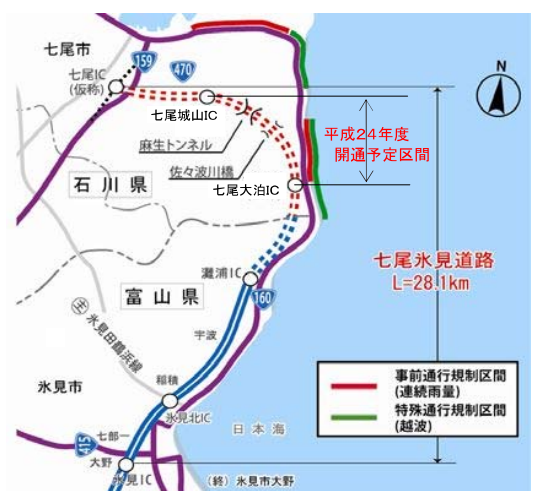 七尾市
七尾IC
(仮称)
159
470
七尾城山IC
麻生トンネル
佐々波川橋
七尾大泊IC
石川県
N
平成24年度
開通予定区間
七尾氷見道路
L=28.1km
灘浦IC
160
富山県
主 氷見田鶴浜線
宇波
氷見市
稲積
氷見北IC
七郎一
415
大野
氷見IC
日本海
(終) 氷見市大野
事前通行規制区間
(連続雨量)
特殊通行規制区間
(越波)